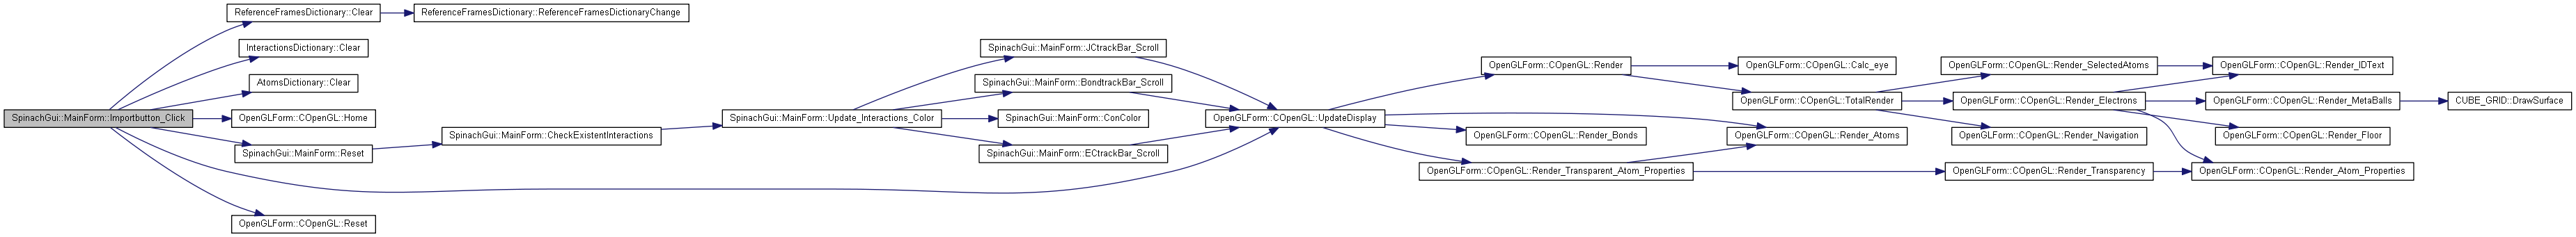 SpinachGui::MainForm::Importbutton_Click
ReferenceFramesDictionary::Clear
ReferenceFramesDictionary::ReferenceFramesDictionaryChange
InteractionsDictionary::Clear
AtomsDictionary::Clear
OpenGLForm::COpenGL::Home
SpinachGui::MainForm::Reset
OpenGLForm::COpenGL::Reset
SpinachGui::MainForm::CheckExistentInteractions
SpinachGui::MainForm::Update_Interactions_Color
SpinachGui::MainForm::JCtrackBar_Scroll
SpinachGui::MainForm::BondtrackBar_Scroll
SpinachGui::MainForm::ConColor
SpinachGui::MainForm::ECtrackBar_Scroll
OpenGLForm::COpenGL::UpdateDisplay
OpenGLForm::COpenGL::Render
OpenGLForm::COpenGL::Render_Bonds
OpenGLForm::COpenGL::Render_Transparent_Atom_Properties
OpenGLForm::COpenGL::Calc_eye
OpenGLForm::COpenGL::TotalRender
OpenGLForm::COpenGL::Render_Atoms
OpenGLForm::COpenGL::Render_SelectedAtoms
OpenGLForm::COpenGL::Render_Electrons
OpenGLForm::COpenGL::Render_Navigation
OpenGLForm::COpenGL::Render_Transparency
OpenGLForm::COpenGL::Render_IDText
OpenGLForm::COpenGL::Render_MetaBalls
OpenGLForm::COpenGL::Render_Floor
OpenGLForm::COpenGL::Render_Atom_Properties
CUBE_GRID::DrawSurface